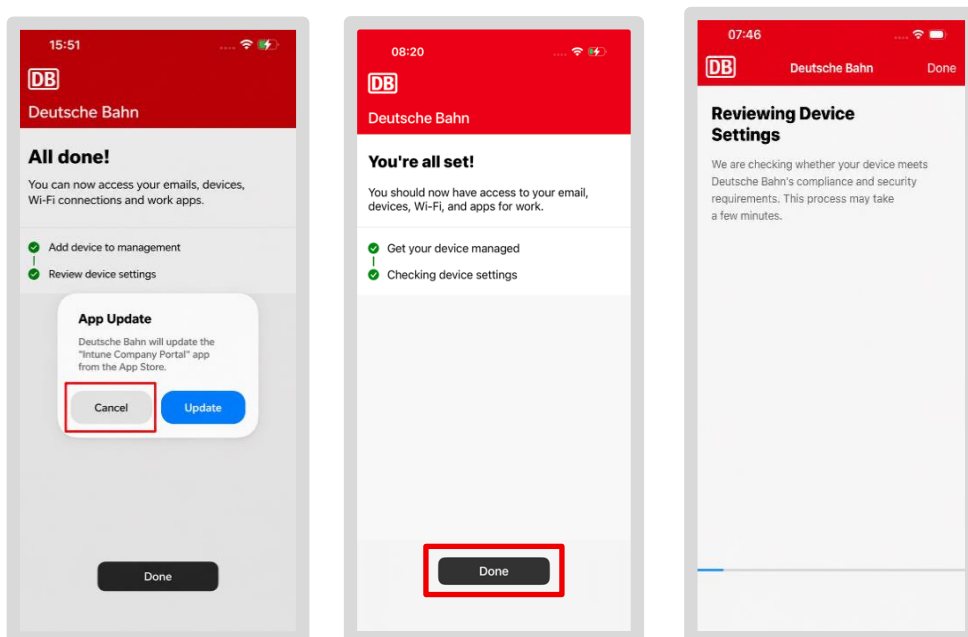 15:51
DB
Deutsche Bahn
All done!
You can now access your emails, devices,
Wi-Fi connections and work apps.
Add device to management
Review device settings
App Update
Deutsche Bahn will update the
"Intune Company Portal" app
from the App Store.
Cancel
Update
Done
08:20
DB
Deutsche Bahn
You're all set!
You should now have access to your email,
devices, Wi-Fi, and apps for work.
Get your device managed
Checking device settings
Done
07:46
DB
Deutsche Bahn
Done
Reviewing Device
Settings
We are checking whether your device meets
Deutsche Bahn's compliance and security
requirements. This process may take
a few minutes.